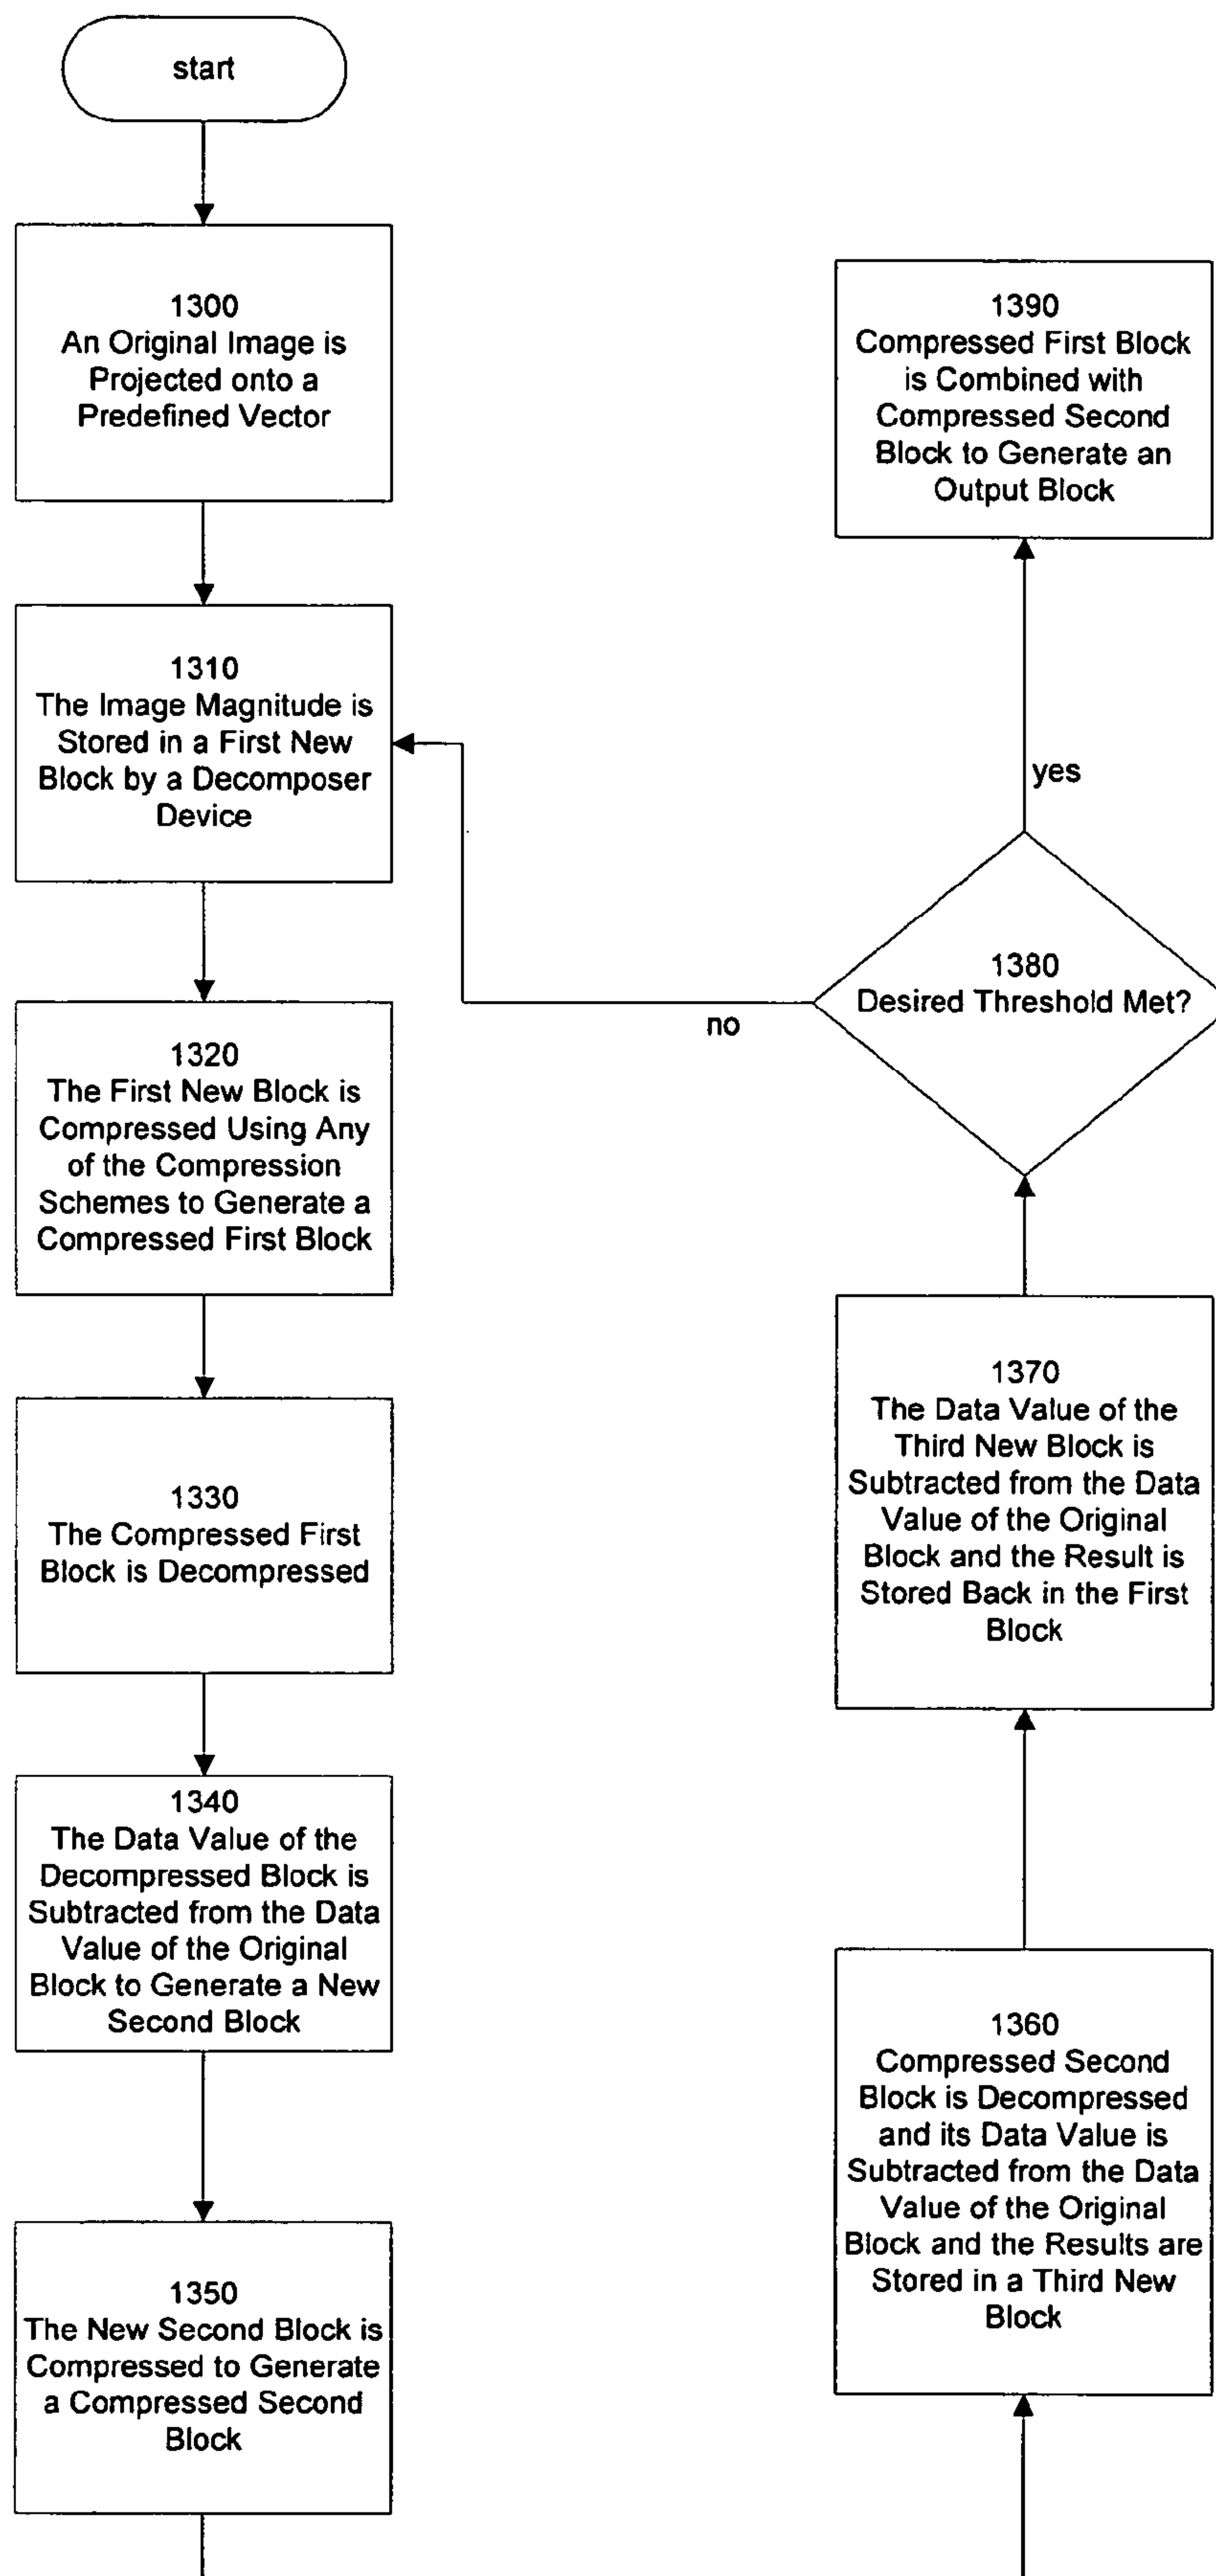 start
1300
An Original Image is
Projected onto a
Predefined Vector
1310
The Image Magnitude is
Stored in a First New
Block by a Decomposer
Device
1320
The First New Block is
Compressed Using Any
of the Compression
Schemes to Generate a
Compressed First Block
1330
The Compressed First
Block is Decompressed
1340
The Data Value of the
Decompressed Block is
Subtracted from the Data
Value of the Original
Block to Generate a New
Second Block
1350
The New Second Block is
Compressed to Generate
a Compressed Second
Block
1360
Compressed Second
Block is Decompressed
and its Data Value is
Subtracted from the Data
Value of the Original
Block and the Results are
Stored in a Third New
Block
1370
The Data Value of the
Third New Block is
Subtracted from the Data
Value of the Original
Block and the Result is
Stored Back in the First
Block
1380
Desired Threshold Met?
no
yes
1390
Compressed First Block
is Combined with
Compressed Second
Block to Generate an
Output Block